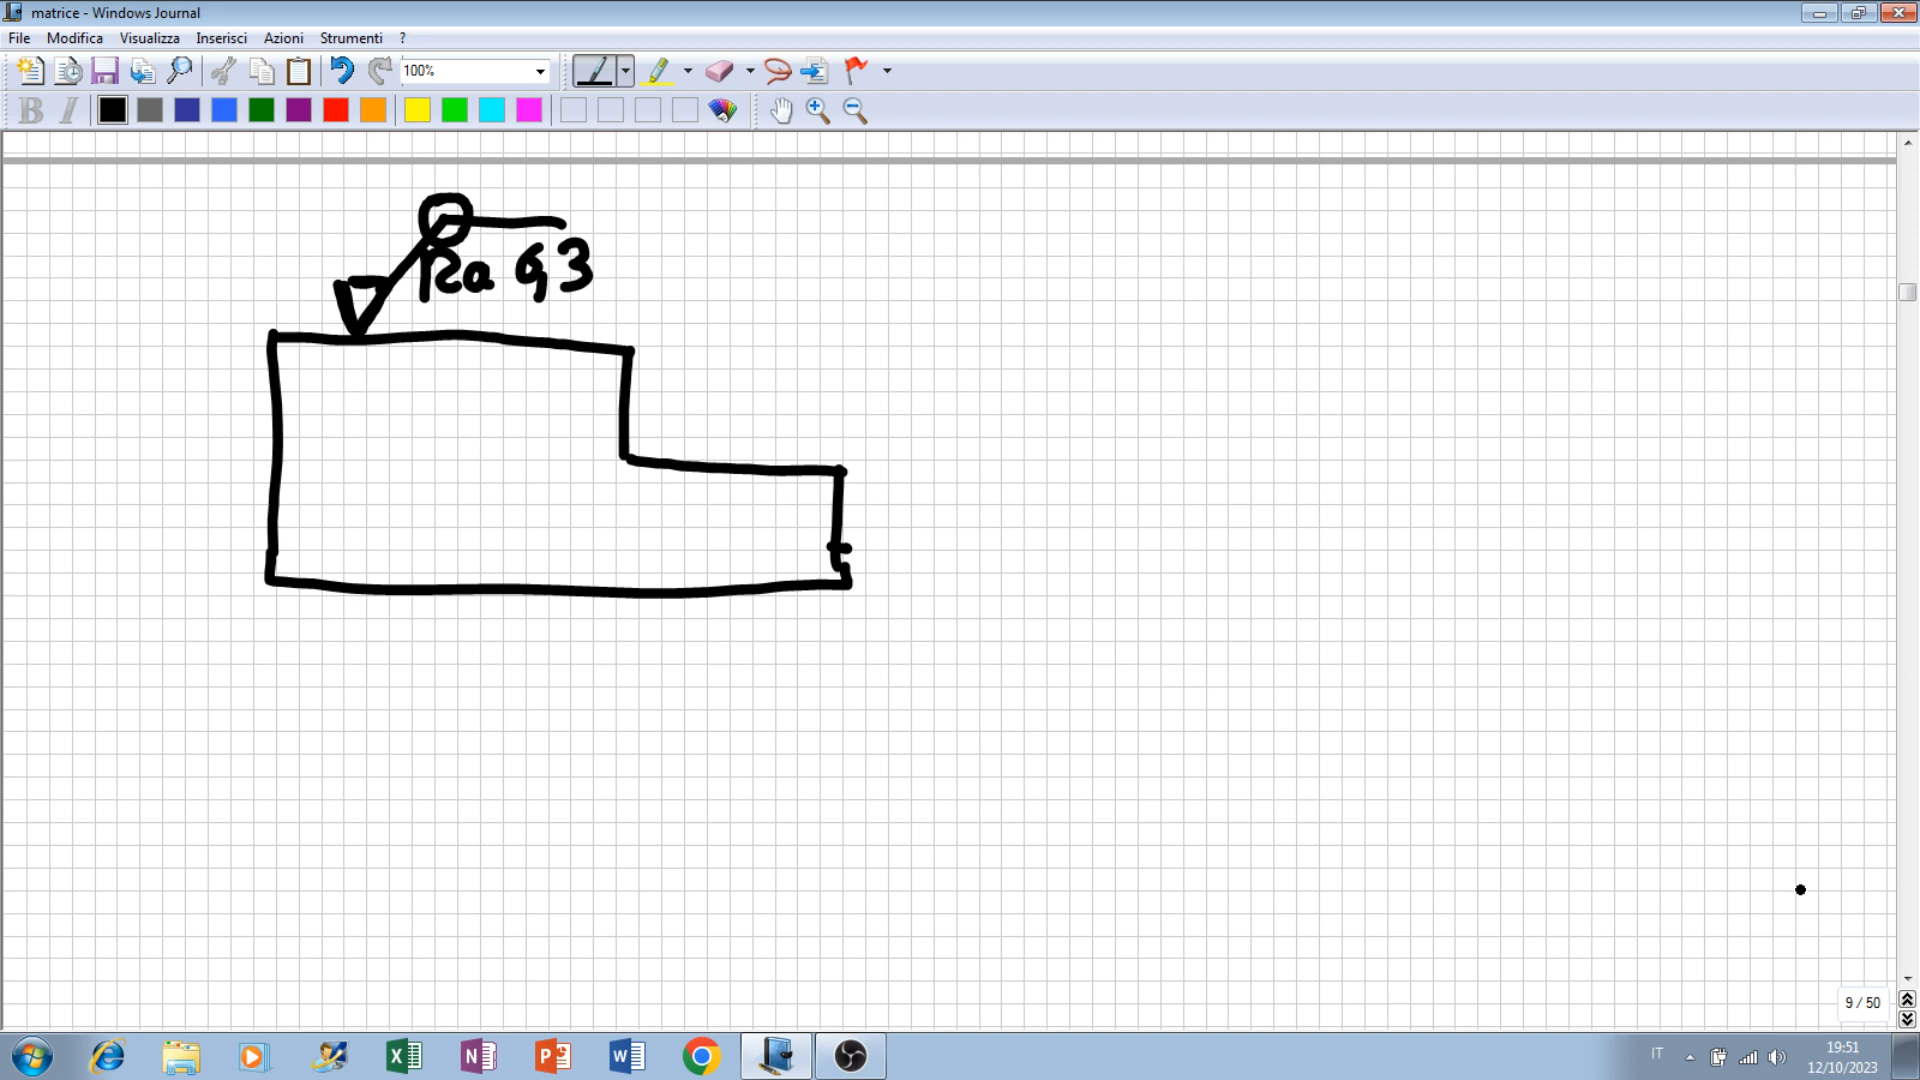 matrice - Windows Journal
File Modifica Visualizza Inserisci Azioni Strumenti ?
100%
B I
Ra 6,3
9 / 50
IT
19:51
12/10/2023